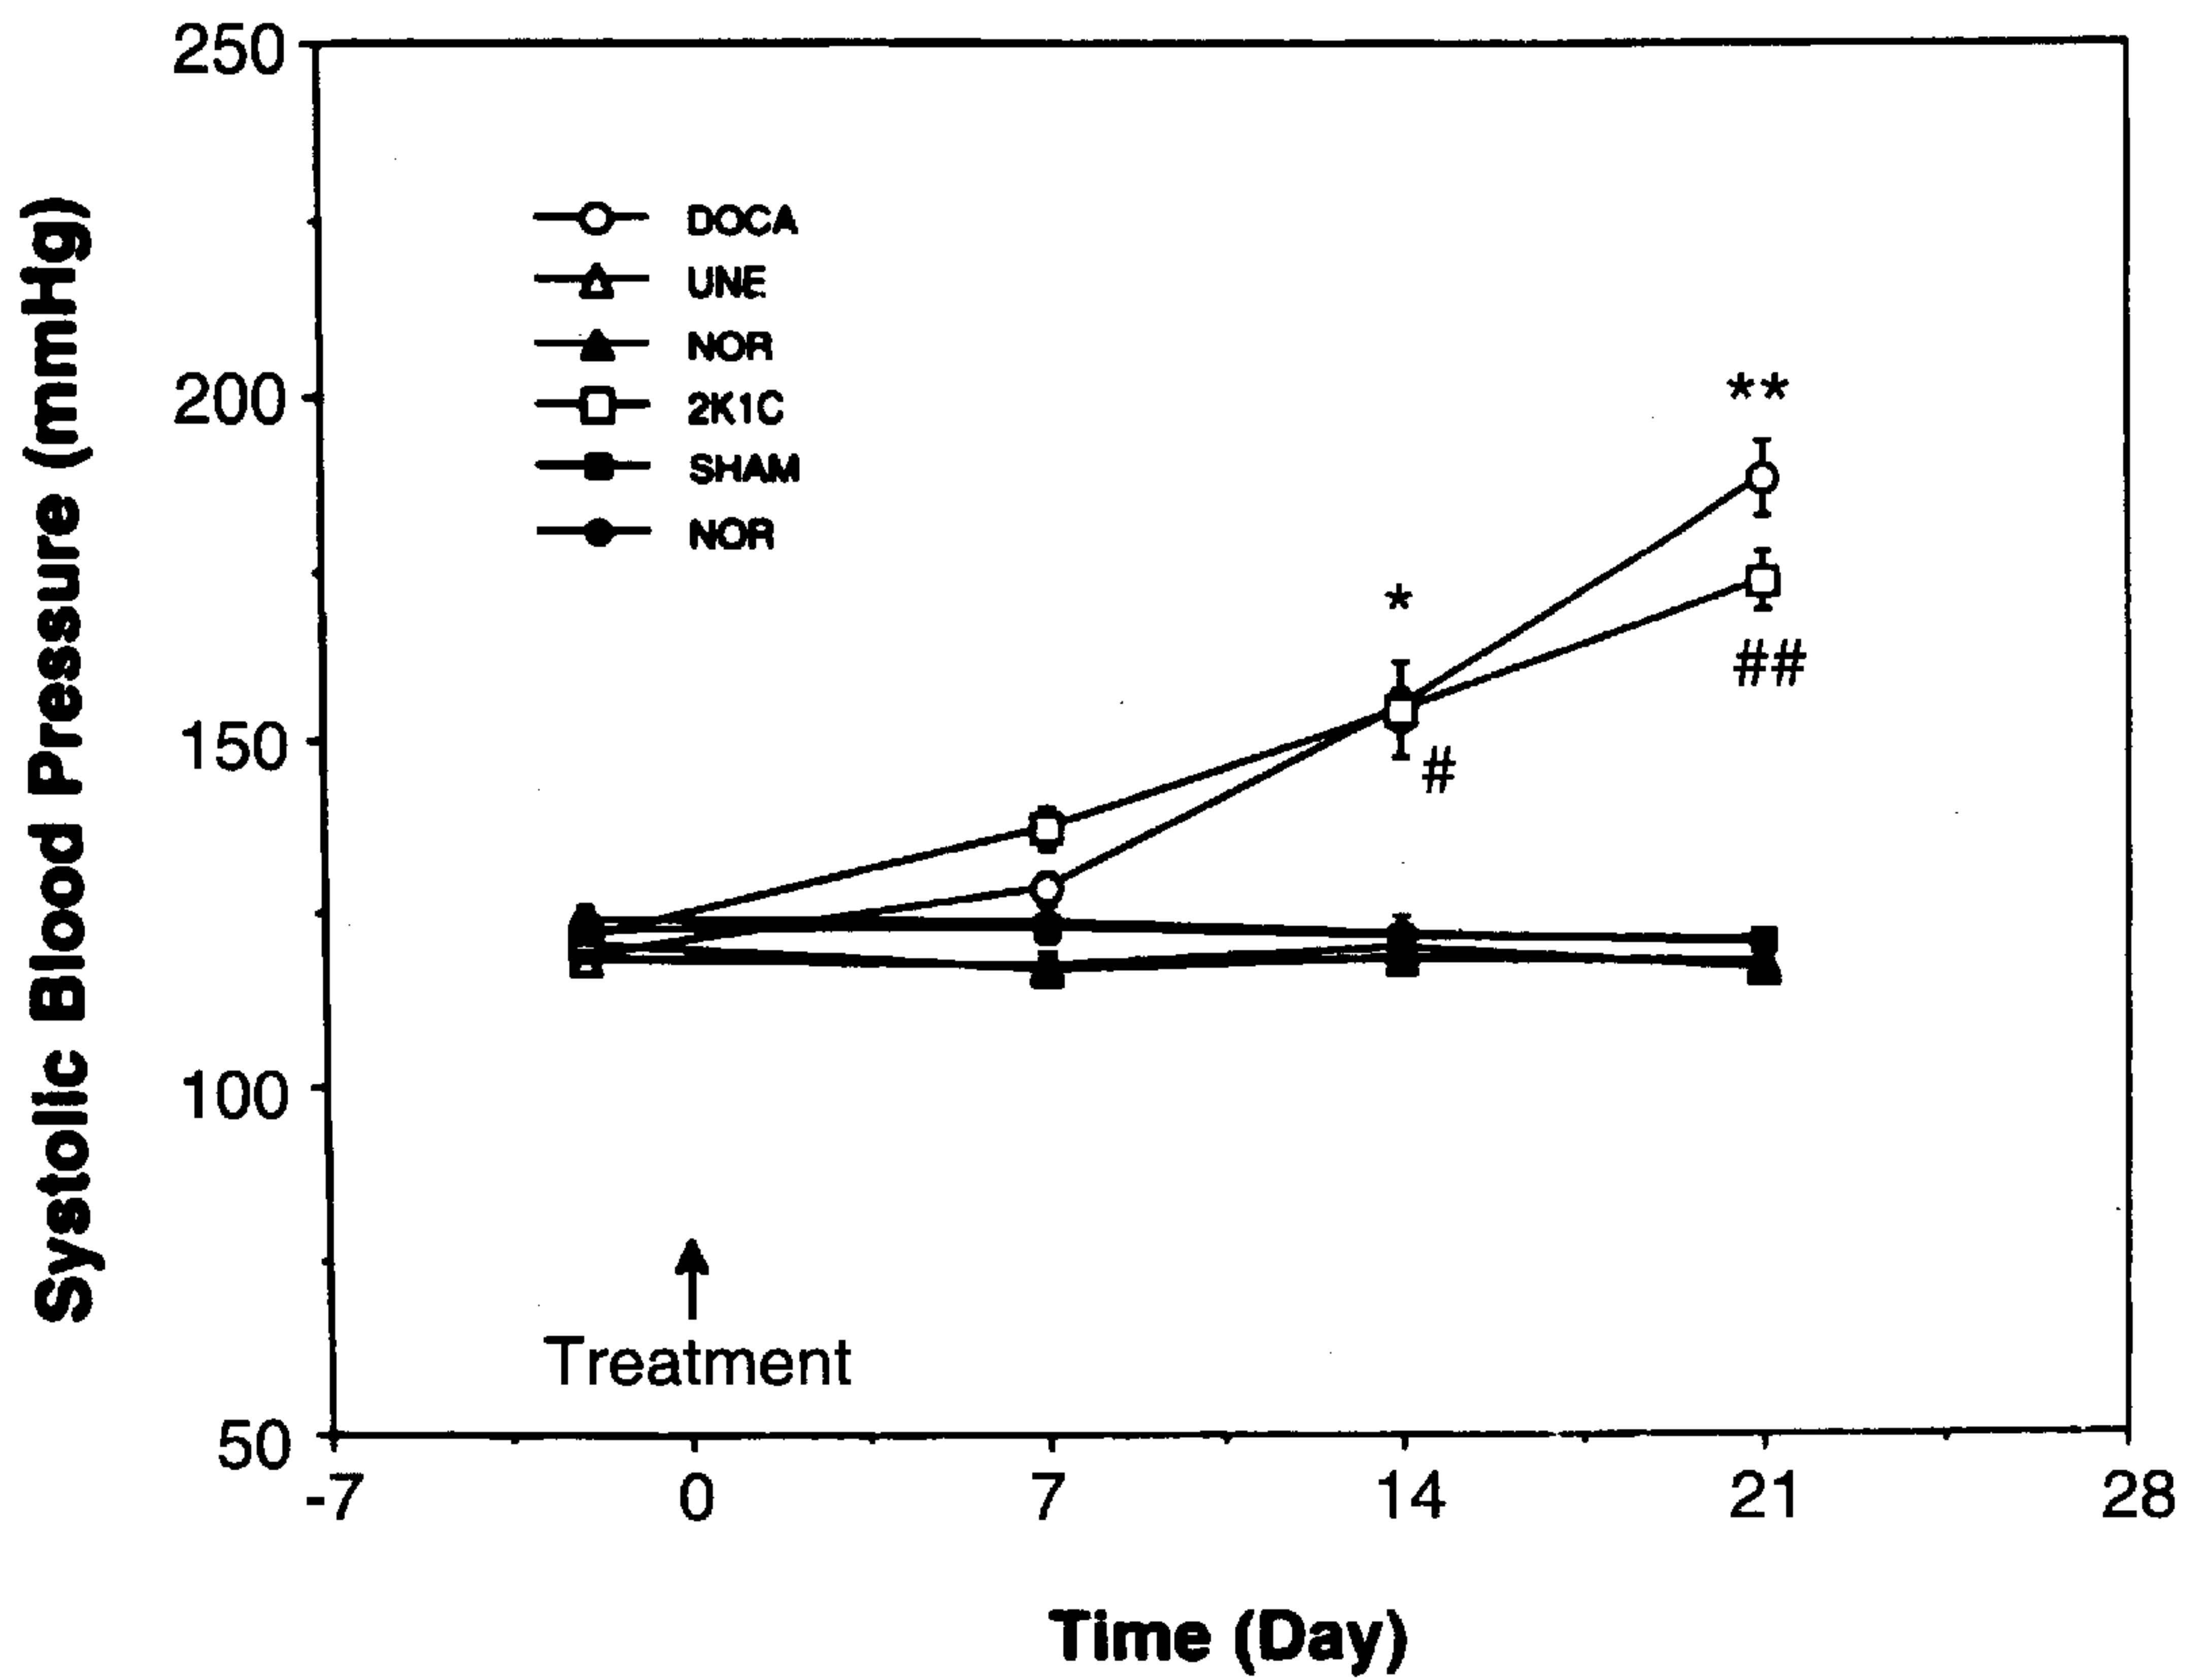 250
200
150
100
50
Systolic Blood Pressure (mmHg)
DOCA
UNE
NOR
2K1C
SHAM
NOR
**
*
##
#
Treatment
-7 0 7 14 21 28
Time (Day)